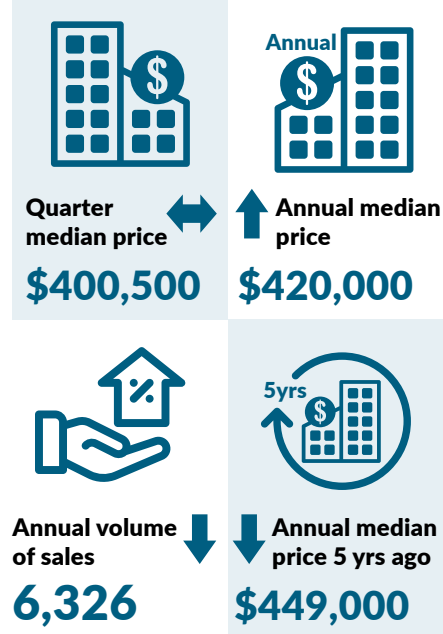 $
Quarter
median price
$400,500
Annual
$
Annual median
price
$420,000
%
Annual volume
of sales
6,326
5yrs
$
Annual median
price 5 yrs ago
$449,000